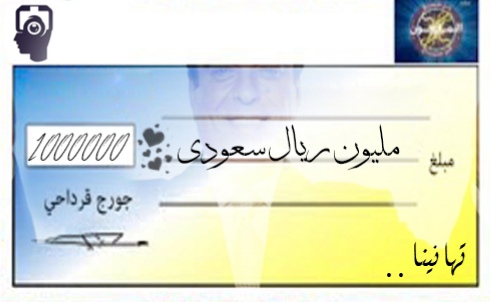 مبلغ مليون ريال سعودى 1000000
جورج قرداحي
تهانينا . .